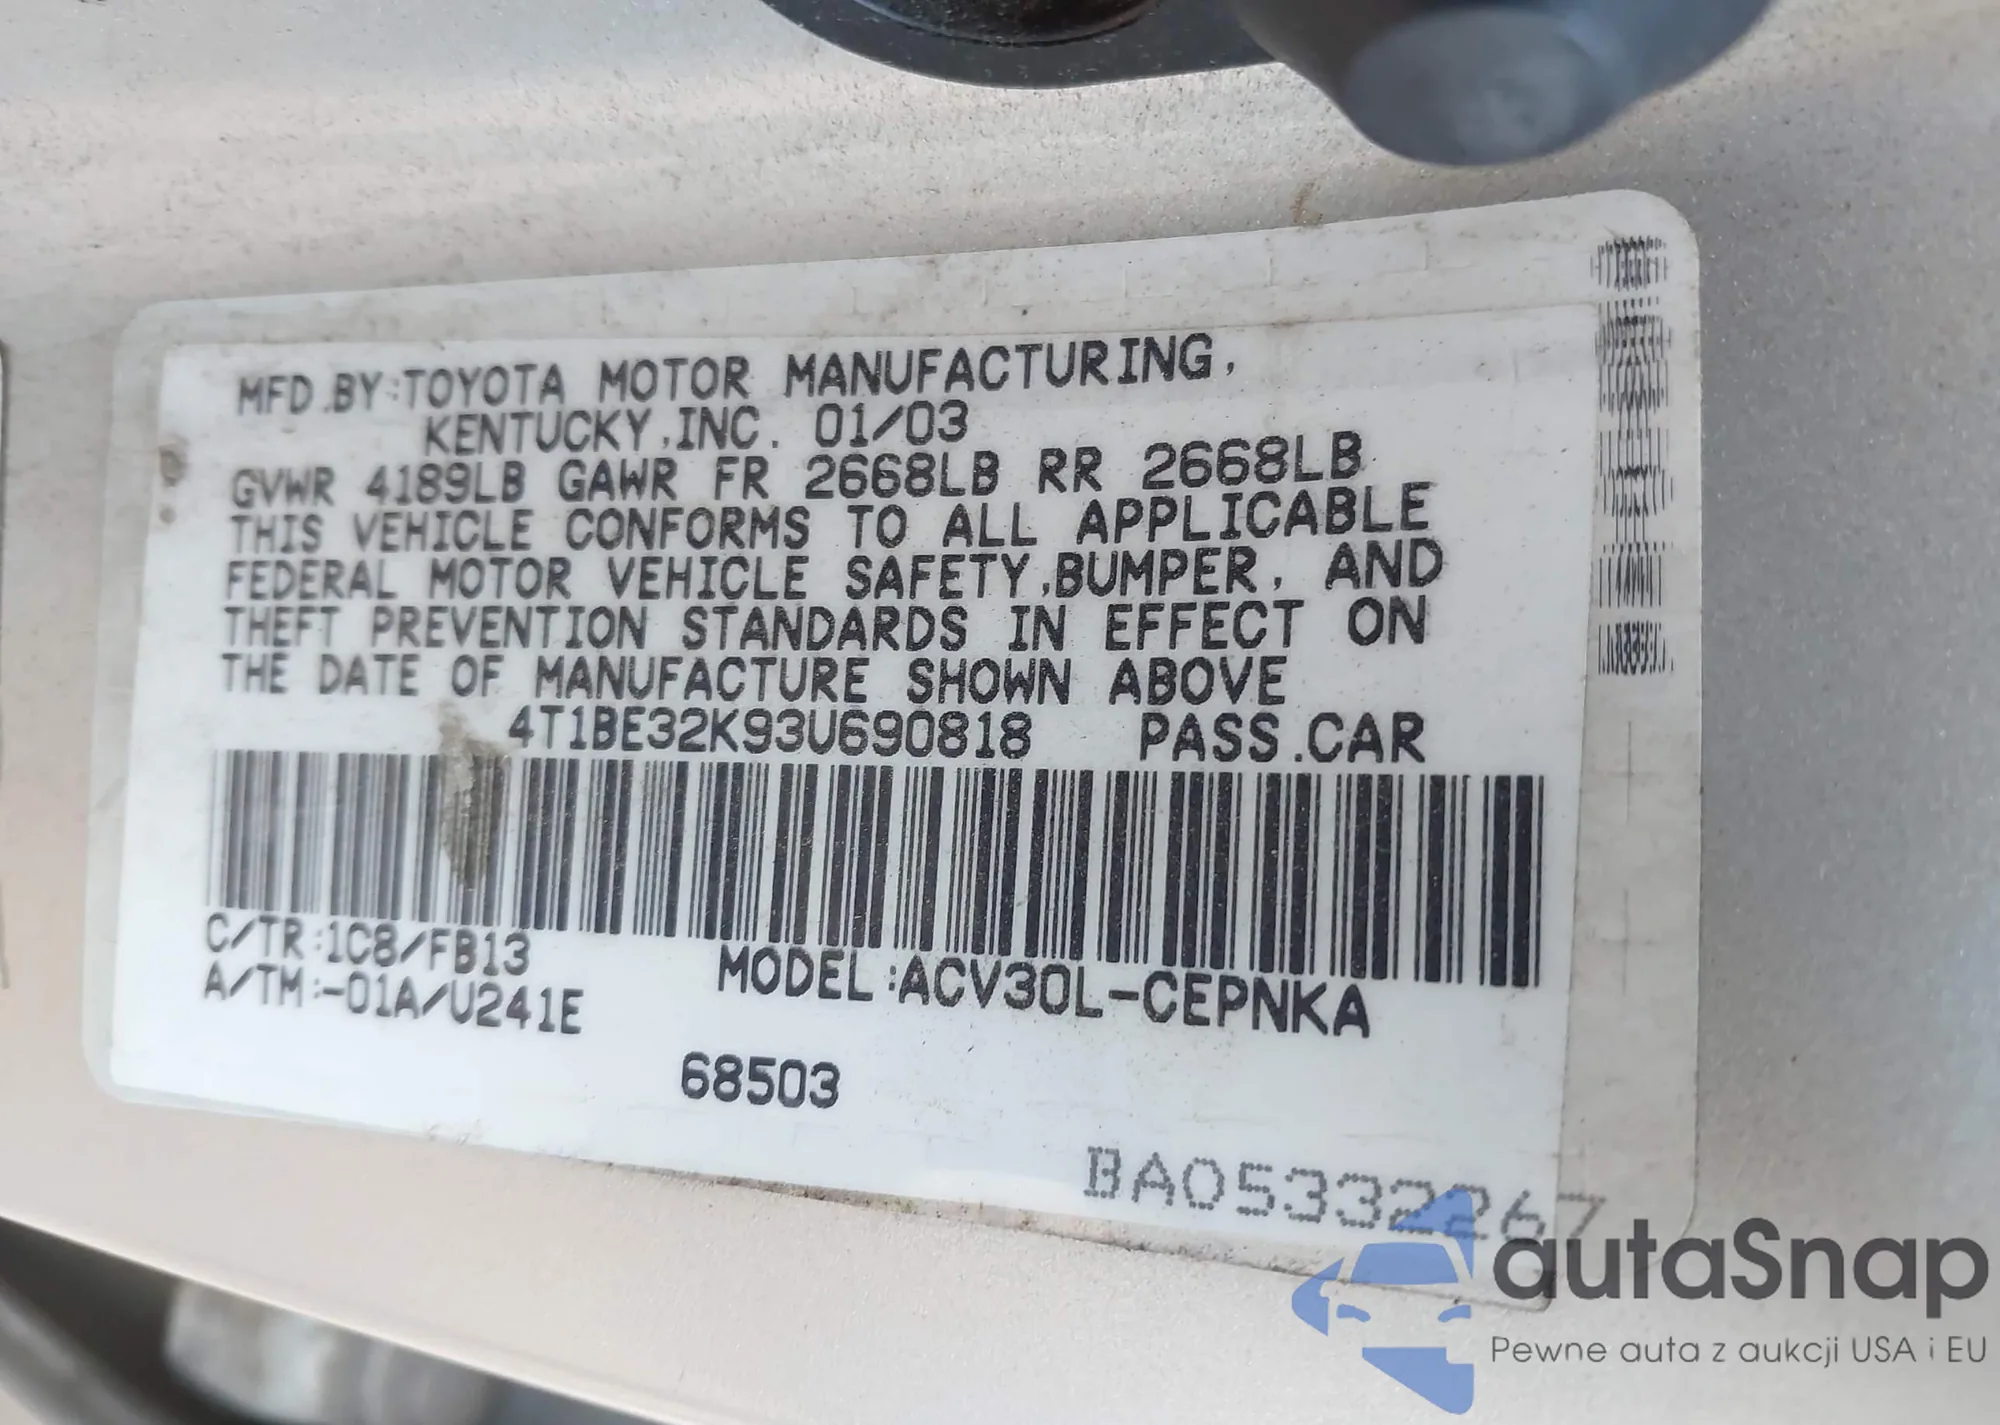 MFD.BY:TOYOTA MOTOR MANUFACTURING,
KENTUCKY,INC. 01/03
GVWR 4189LB GAWR FR 2668LB RR 2668LB
THIS VEHICLE CONFORMS TO ALL APPLICABLE
FEDERAL MOTOR VEHICLE SAFETY,BUMPER, AND
THEFT PREVENTION STANDARDS IN EFFECT ON
THE DATE OF MANUFACTURE SHOWN ABOVE
4T1BE32K93U690818 PASS.CAR
C/TR:1C8/FB13
A/TM:-01A/U241E
MODEL:ACV30L-CEPNKA
68503
BA05332267
autaSnap
Pewne auta z aukcji USA i EU